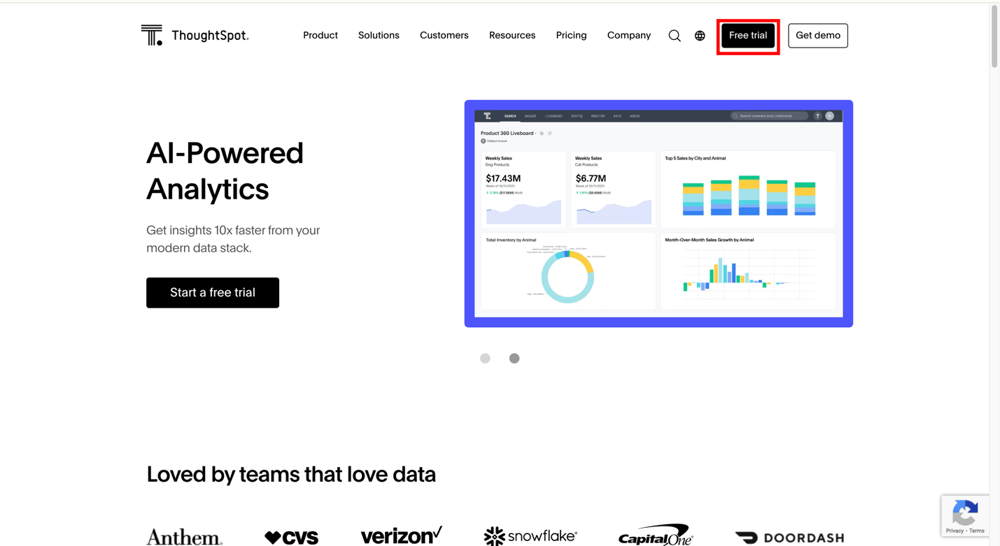 ThoughtSpot®
Product
Solutions
Customers
Resources
Pricing
Company
Free trial
Get demo
AI-Powered
Analytics
Get insights 10x faster from your
modern data stack.
Start a free trial
SEARCH ANSWER LIVEBOARD SPOTIQ MONITOR DATA ADMIN
Search answers and Liveboards
?
Product 360 Liveboard
PetSpot Analyst
Weekly Sales
Dog Products
$17.43M
Week of 10/11/2021
↑ 2.18% ($17.06M) WoW
Weekly Sales
Cat Products
$6.77M
Week of 10/11/2021
↑ 1.81% ($6.65M) WoW
Top 5 Sales by City and Animal
Total Inventory by Animal
Month-Over-Month Sales Growth by Animal
Loved by teams that love data
Anthem
CVS
verizon✓
snowflake®
Capital One®
DOORDASH
Privacy - Terms